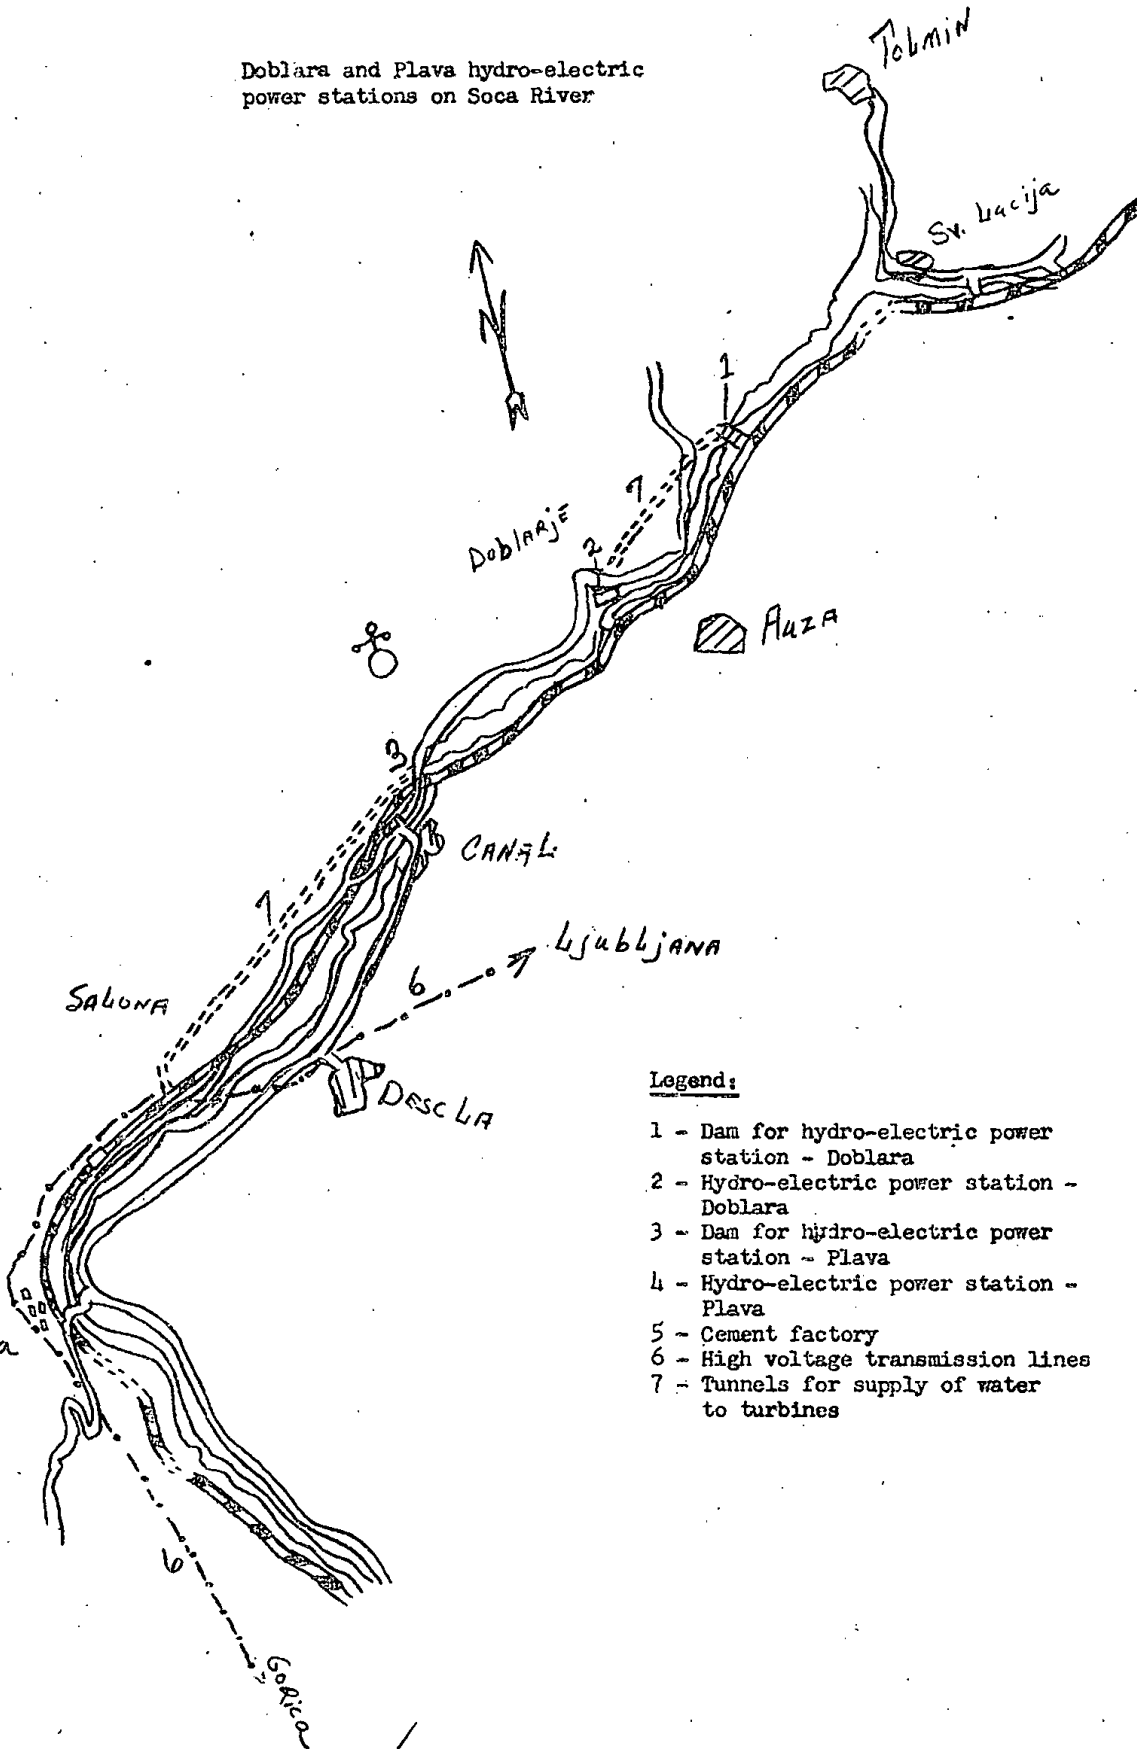 Doblara and Plava hydro-electric
power stations on Soca River
Tolmin
Sv. Lucija
N
1
7
Doblarje
2
Auza
3
Canal
7
Ljubljana
6
Saluna
Descla
Legend:
1 - Dam for hydro-electric power
station - Doblara
2 - Hydro-electric power station -
Doblara
3 - Dam for hydro-electric power
station - Plava
4 - Hydro-electric power station -
Plava
5 - Cement factory
6 - High voltage transmission lines
7 - Tunnels for supply of water
to turbines
a
6
Gorica